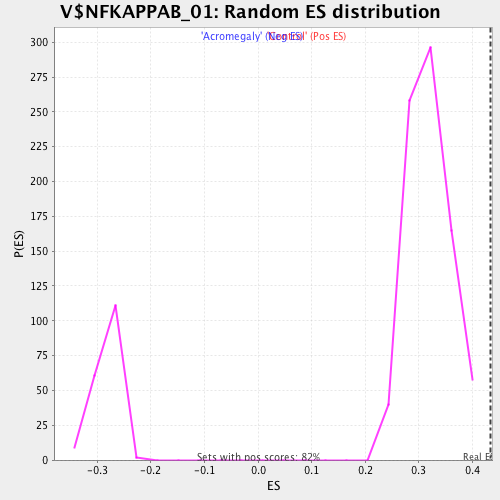 V$NFKAPPAB_01: Random ES distribution
'Acromegaly' (Neg ES) 'Control' (Pos ES)
300
275
250
225
200
175
150
125
100
75
50
25
0
P(ES)
Sets with pos scores: 82%
Real E
-0.3 -0.2 -0.1 0.0 0.1 0.2 0.3 0.4
ES